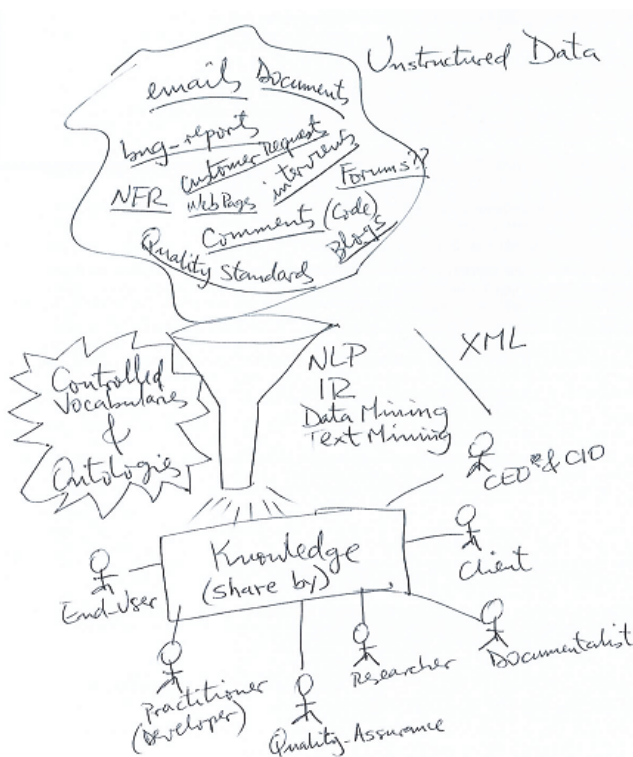 Unstructured Data
emails Documents
bug-reports
Customer Requests
interviews
Forums??
NFR
WebPages
Comments (Code)
Blogs
Quality Standards
Controlled
Vocabularies
&
Ontologies
NLP
IR
Data Mining
Text Mining
XML
CEO & CIO
Knowledge
(share by)
Client
End-User
Documentalist
Researcher
Practitioner
(Developer)
Quality-Assurance